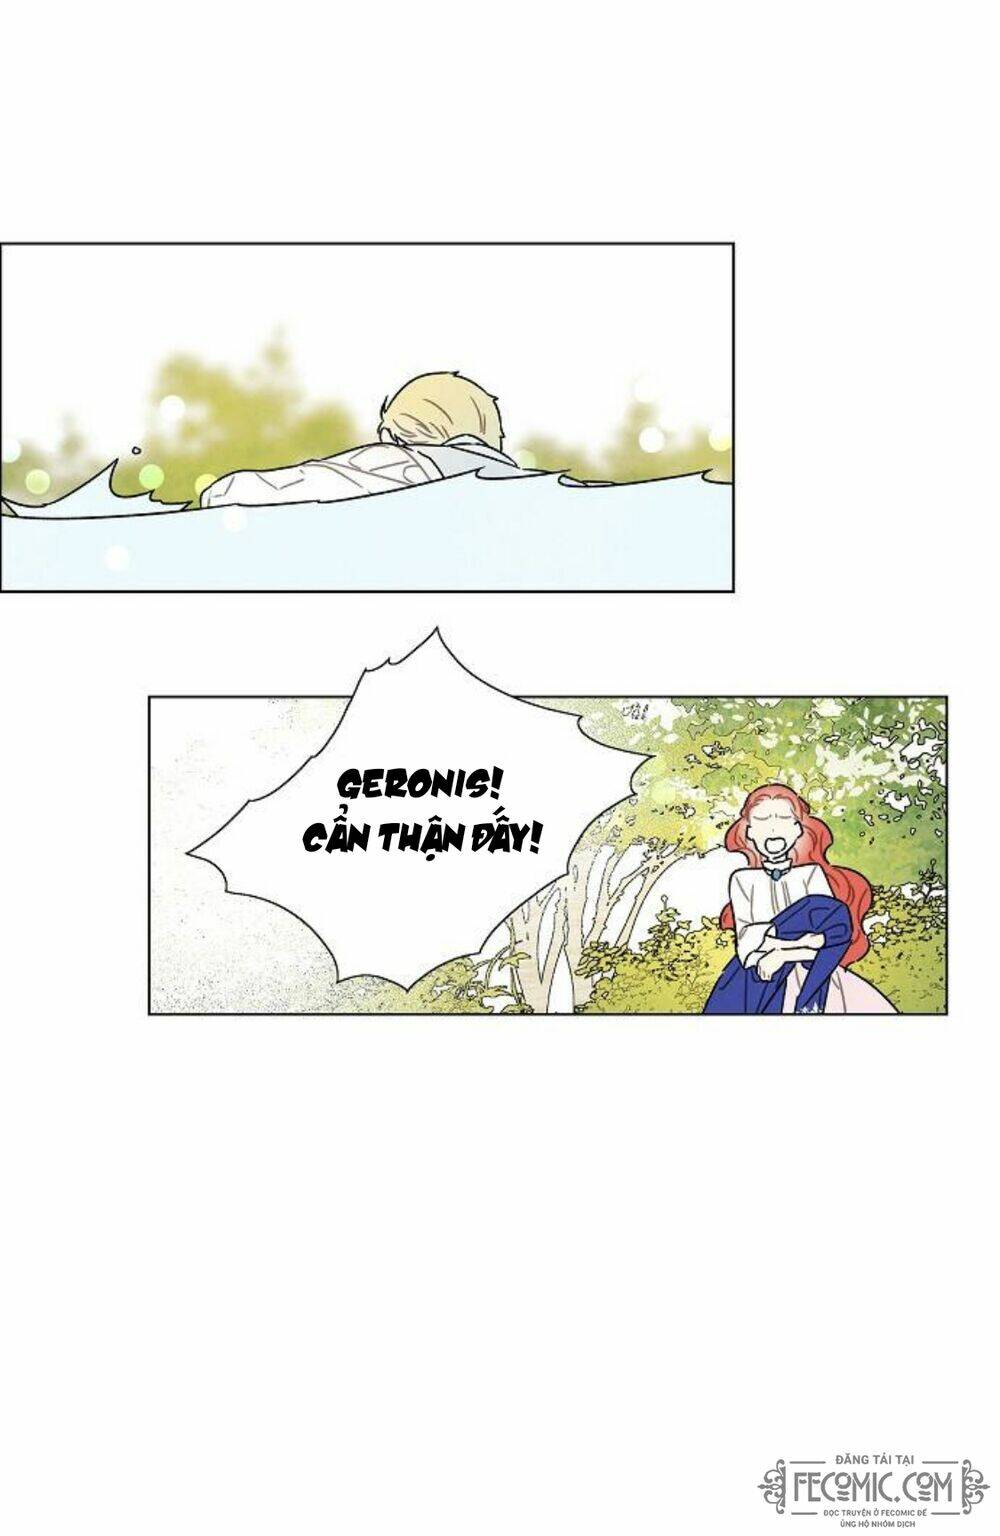 GERONIS!
CẨN THẬN ĐẤY!
ĐĂNG TẢI TẠI
FECOMIC.COM
ĐỌC TRUYỆN Ở FECOMIC ĐỂ
ỦNG HỘ NHÓM DỊCH